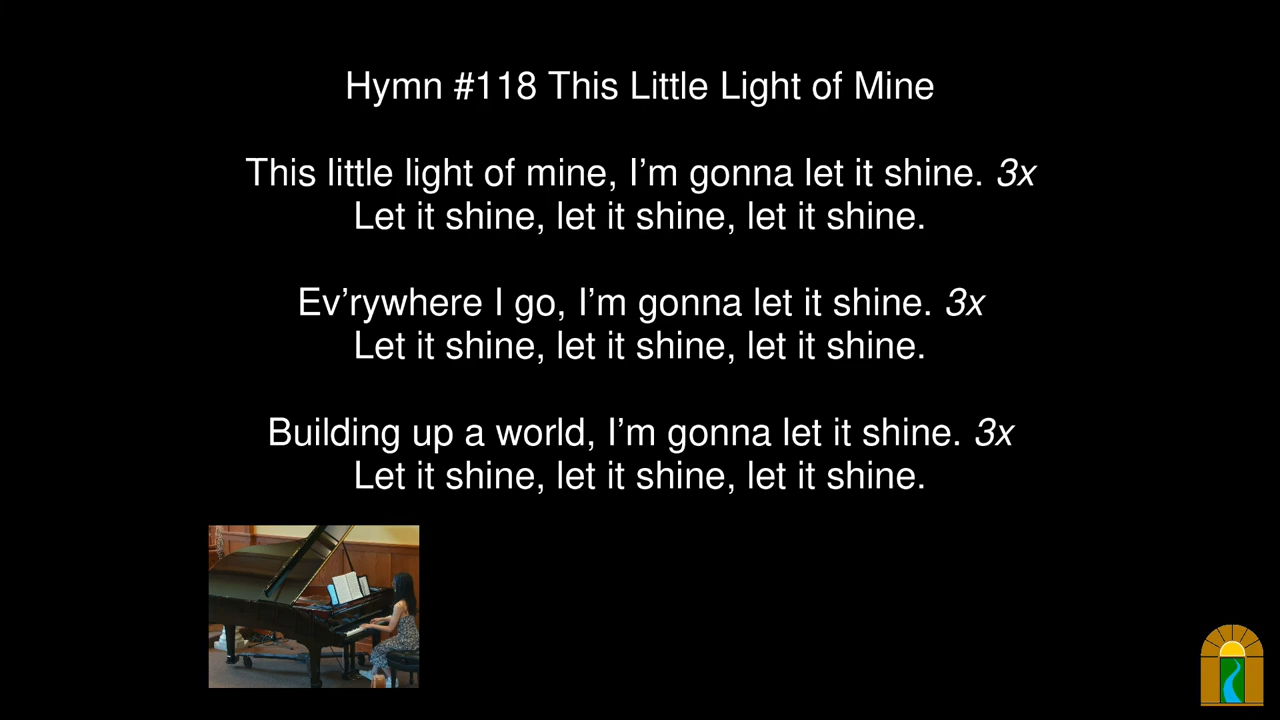 Hymn #118 This Little Light of Mine
This little light of mine, I’m gonna let it shine. 3x
Let it shine, let it shine, let it shine.
Ev’rywhere I go, I’m gonna let it shine. 3x
Let it shine, let it shine, let it shine.
Building up a world, I’m gonna let it shine. 3x
Let it shine, let it shine, let it shine.